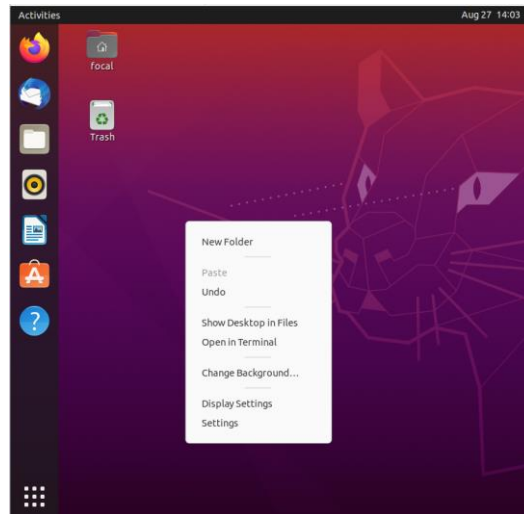 Activities
Aug 27 14:03
focal
Trash
New Folder
Paste
Undo
Show Desktop in Files
Open in Terminal
Change Background...
Display Settings
Settings